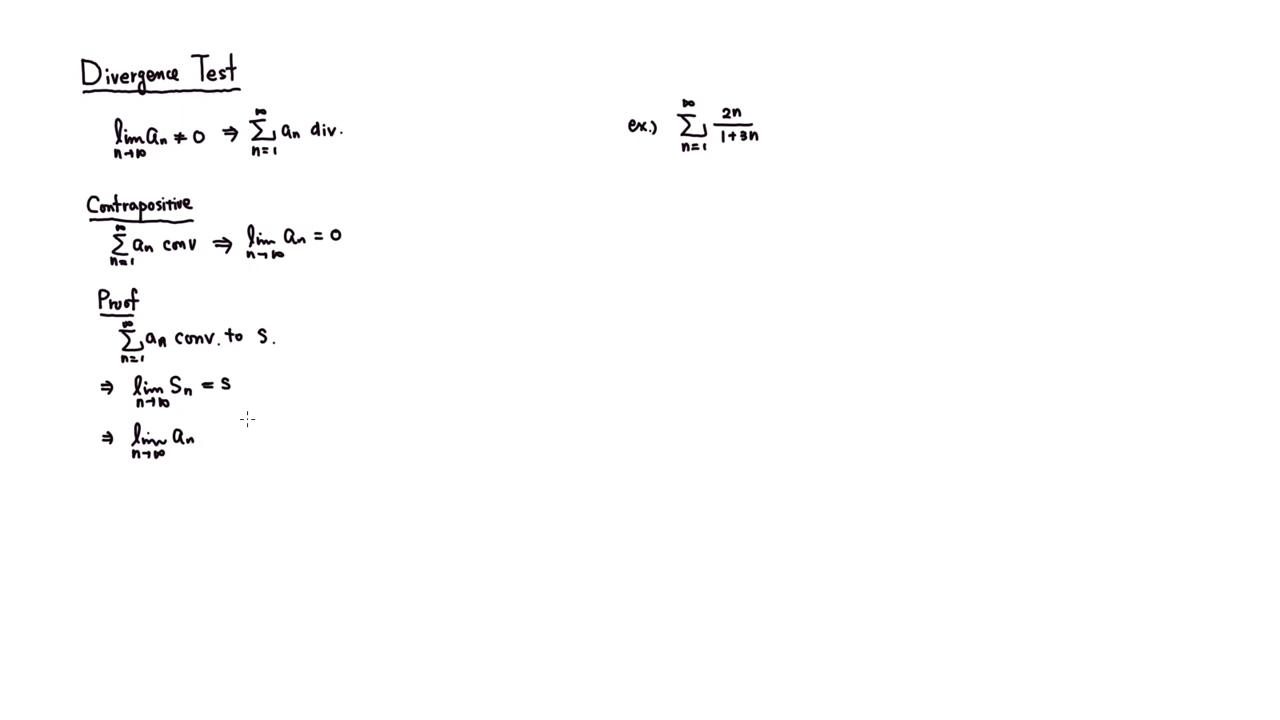 Divergence Test
lim n→∞ an ≠ 0 ⇒ ∞ Σ n=1 an div.
Contrapositive
∞ Σ n=1 an conv ⇒ lim n→∞ an = 0
Proof
∞ Σ n=1 an conv. to s.
⇒ lim n→∞ Sn = s
⇒ lim n→∞ an
ex.) ∞ Σ n=1 2n / 1+3n